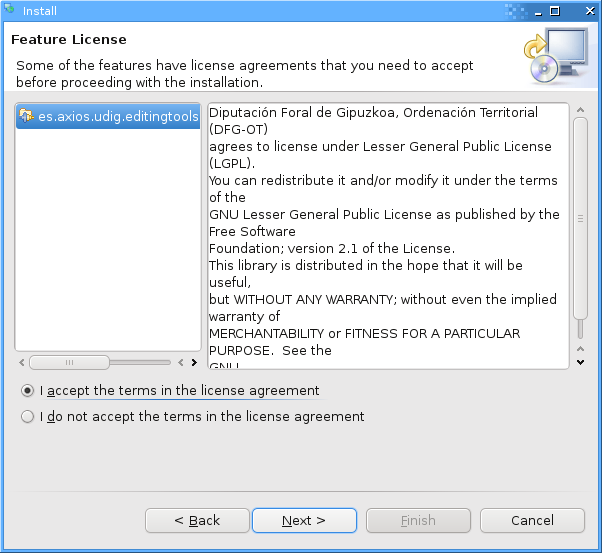 Install
Feature License
Some of the features have license agreements that you need to accept
before proceeding with the installation.
es.axios.udig.editingtools
Diputación Foral de Gipuzkoa, Ordenación Territorial
(DFG-OT)
agrees to license under Lesser General Public License
(LGPL).
You can redistribute it and/or modify it under the terms
of the
GNU Lesser General Public License as published by the
Free Software
Foundation; version 2.1 of the License.
This library is distributed in the hope that it will be
useful,
but WITHOUT ANY WARRANTY; without even the implied
warranty of
MERCHANTABILITY or FITNESS FOR A PARTICULAR
PURPOSE.  See the
GNU
I accept the terms in the license agreement
I do not accept the terms in the license agreement
< Back
Next >
Finish
Cancel